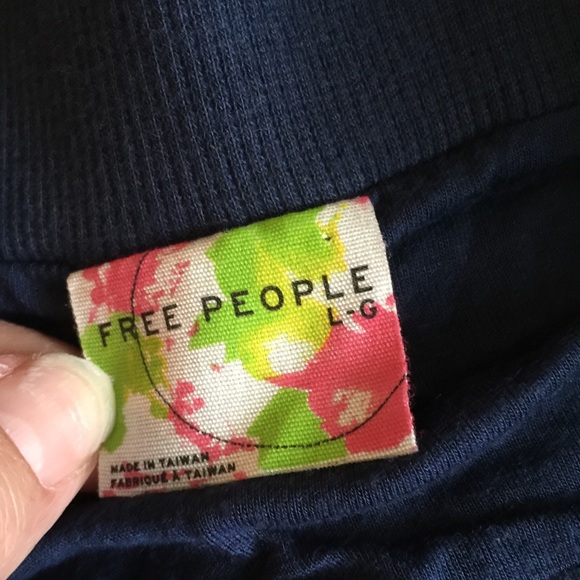 FREE PEOPLE
L-G
MADE IN TAIWAN
FABRIQUÉ À TAIWAN